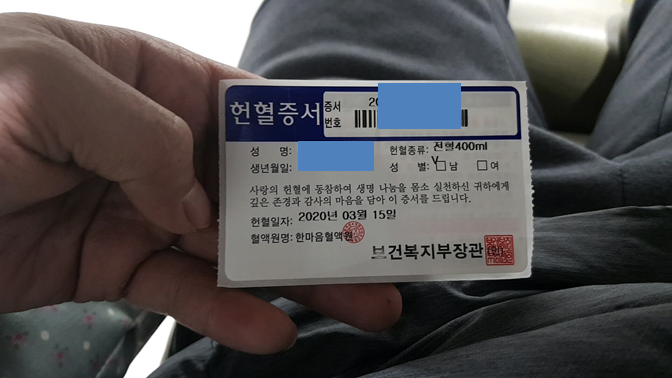 헌혈증서 증서번호 20
성 명: 헌혈종류: 전혈400ml
생년월일: 성 별: V□남 □여
사랑의 헌혈에 동참하여 생명 나눔을 몸소 실천하신 귀하에게
깊은 존경과 감사의 마음을 담아 이 증서를 드립니다.
헌혈일자: 2020년 03월 15일
혈액원명: 한마음혈액원
보건복지부장관 (인)